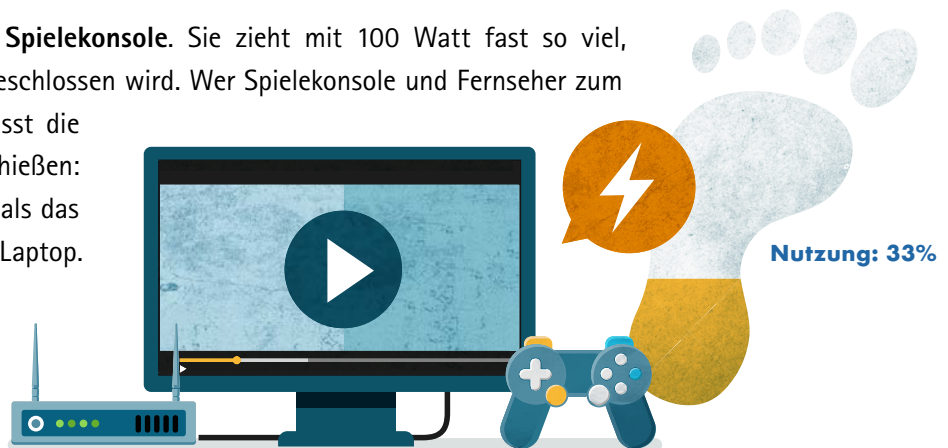 Spielekonsole. Sie zieht mit 100 Watt fast so viel,
eschlossen wird. Wer Spielekonsole und Fernseher zum
sst die
hießen:
als das
Laptop.
Nutzung: 33%